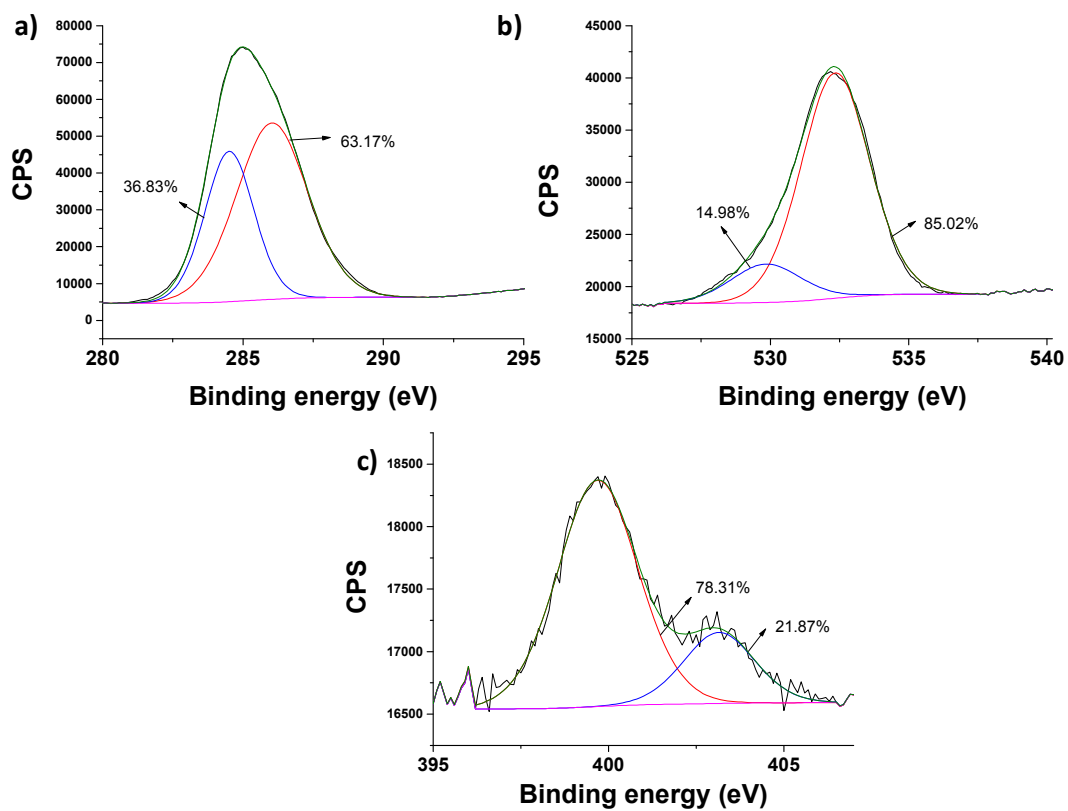 a)
80000
70000
60000
50000
40000
30000
20000
10000
0
CPS
36.83%
63.17%
280 285 290 295
Binding energy (eV)
b)
45000
40000
35000
30000
25000
20000
15000
CPS
14.98%
85.02%
525 530 535 540
Binding energy (eV)
c)
18500
18000
17500
17000
16500
CPS
78.31%
21.87%
395 400 405
Binding energy (eV)